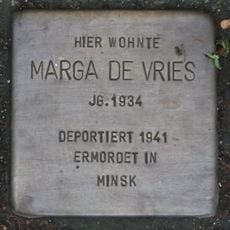 HIER WOHNTE
MARGA DE VRIES
JG. 1934
DEPORTIERT 1941
ERMORDET IN
MINSK